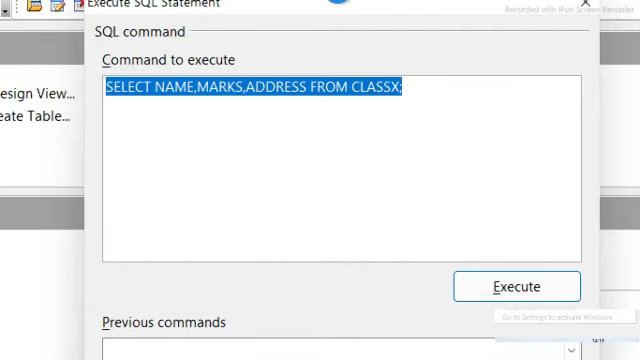 Execute SQL Statement
Recorded with iFun Screen Recorder
SQL command
Command to execute
SELECT NAME,MARKS,ADDRESS FROM CLASSX;
esign View...
eate Table...
Execute
Go to Settings to activate Windows.
Previous commands